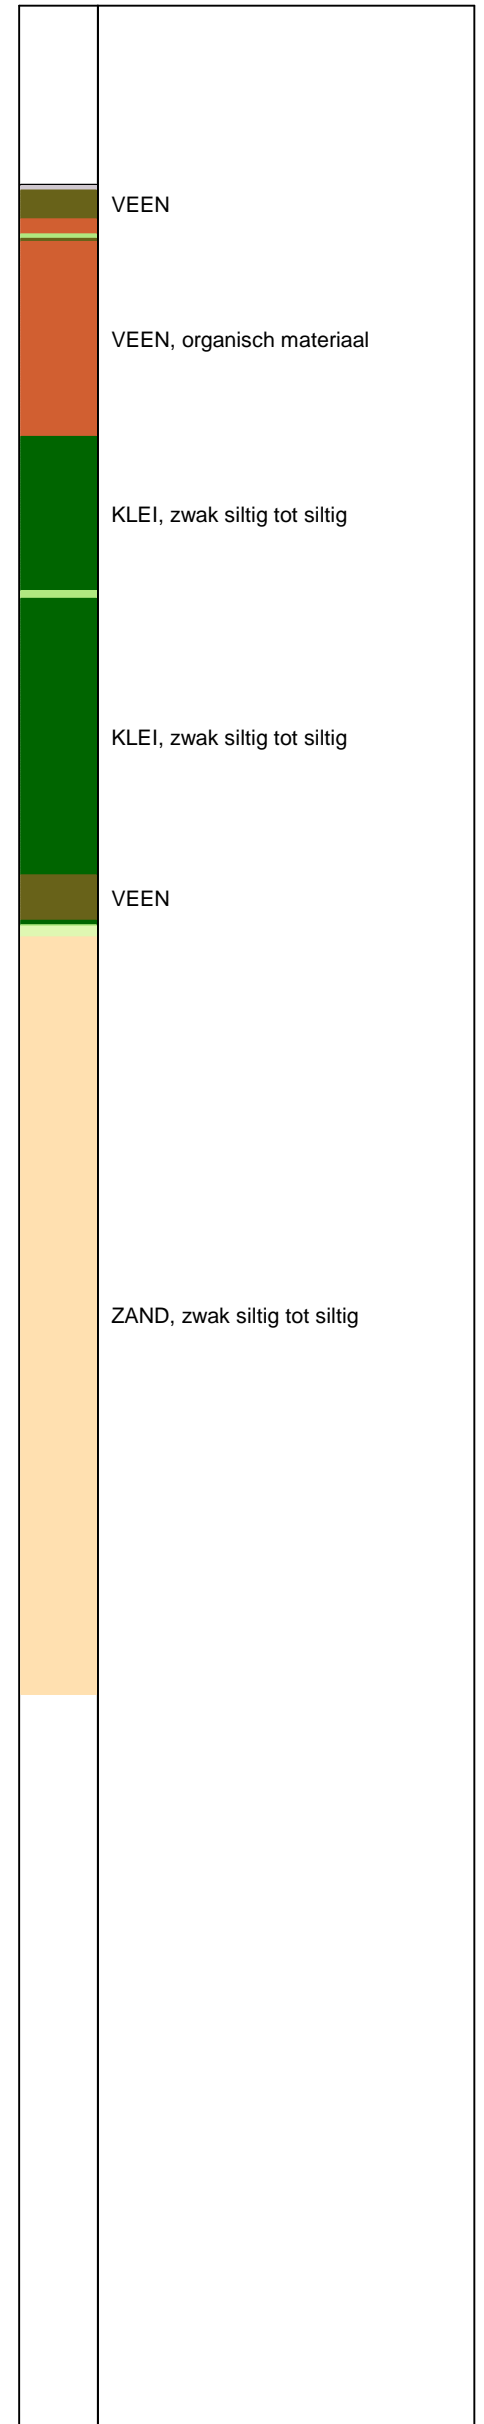 VEEN
VEEN, organisch materiaal
KLEI, zwak siltig tot siltig
KLEI, zwak siltig tot siltig
VEEN
ZAND, zwak siltig tot siltig